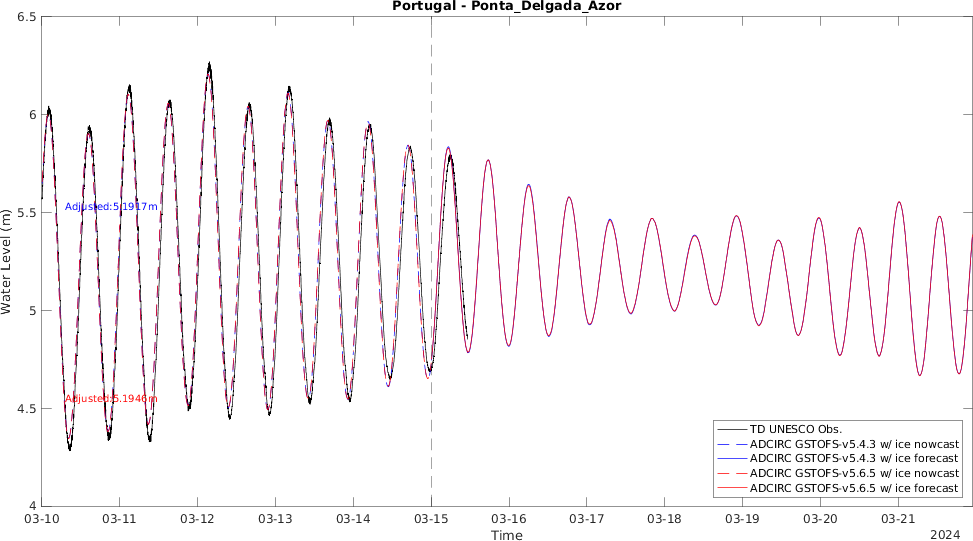 Portugal - Ponta_Delgada_Azor
6.5
6
5.5
5
4.5
4
Water Level (m)
Adjusted:5.1917m
Adjusted:5.1946m
TD UNESCO Obs.
ADCIRC GSTOFS-v5.4.3 w/ ice nowcast
ADCIRC GSTOFS-v5.4.3 w/ ice forecast
ADCIRC GSTOFS-v5.6.5 w/ ice nowcast
ADCIRC GSTOFS-v5.6.5 w/ ice forecast
03-10 03-11 03-12 03-13 03-14 03-15 03-16 03-17 03-18 03-19 03-20 03-21
Time
2024